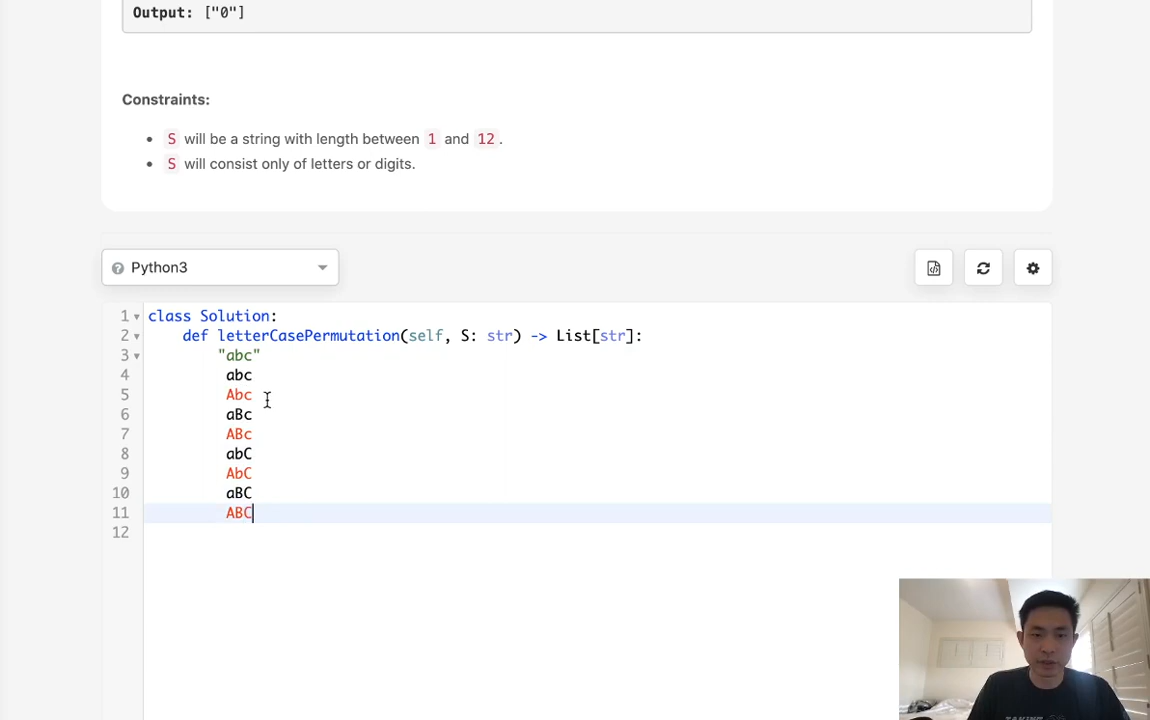 Output: ["0"]
Constraints:
• S will be a string with length between 1 and 12.
• S will consist only of letters or digits.
Python3
1 class Solution:
2 def letterCasePermutation(self, S: str) -> List[str]:
3 "abc"
4 abc
5 Abc
6 aBc
7 ABc
8 abC
9 AbC
10 aBC
11 ABC
12